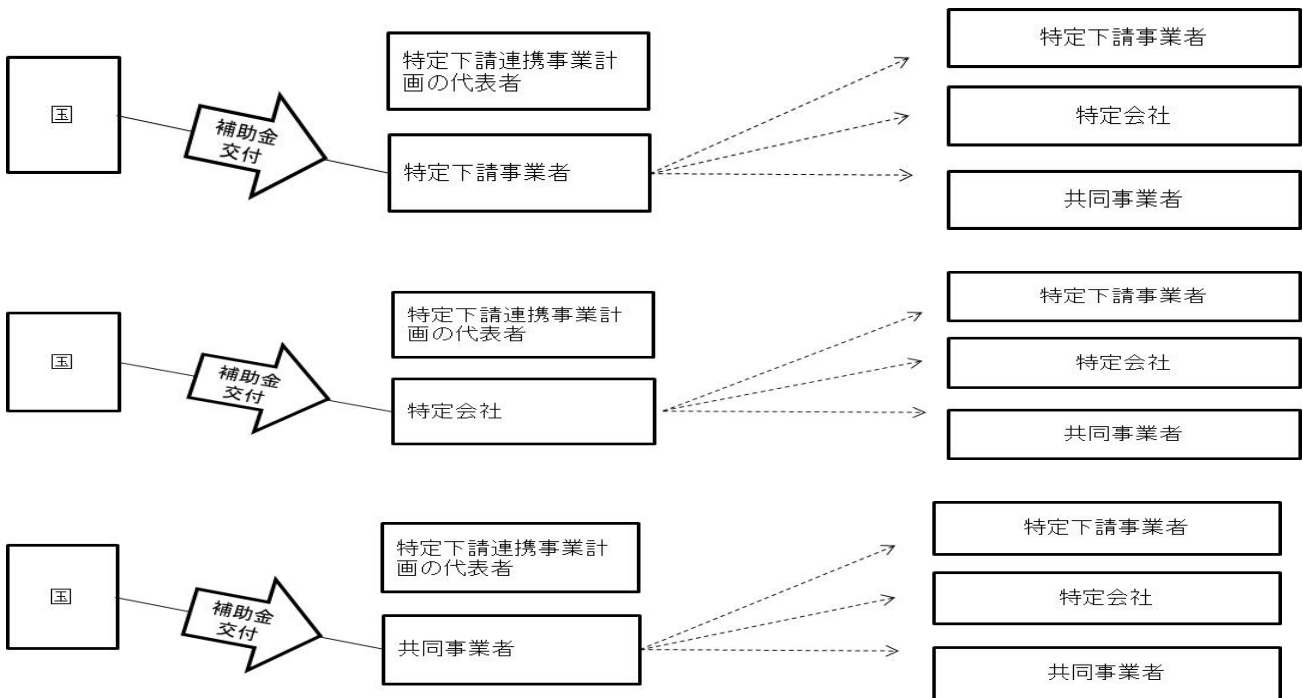 国
補助金
交付
特定下請連携事業計
画の代表者
特定下請事業者
特定下請事業者
特定会社
共同事業者
国
補助金
交付
特定下請連携事業計
画の代表者
特定会社
特定下請事業者
特定会社
共同事業者
国
補助金
交付
特定下請連携事業計
画の代表者
共同事業者
特定下請事業者
特定会社
共同事業者